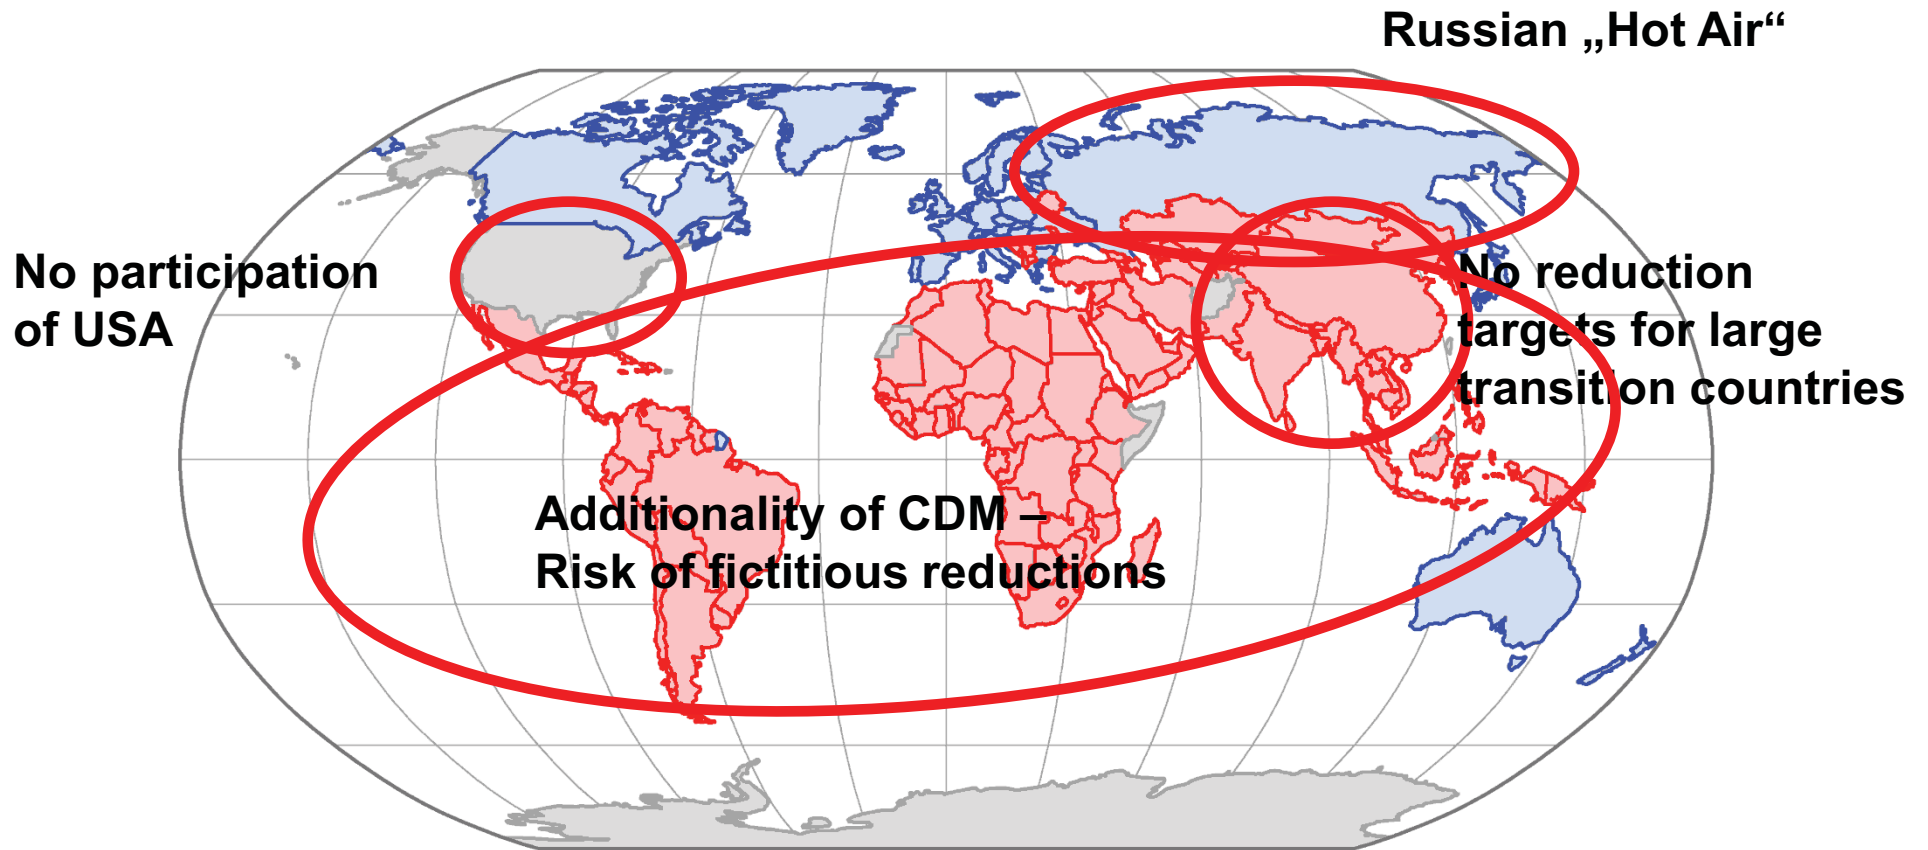 Russian „Hot Air“
No participation
of USA
No reduction
targets for large
transition countries
Additionality of CDM –
Risk of fictitious reductions